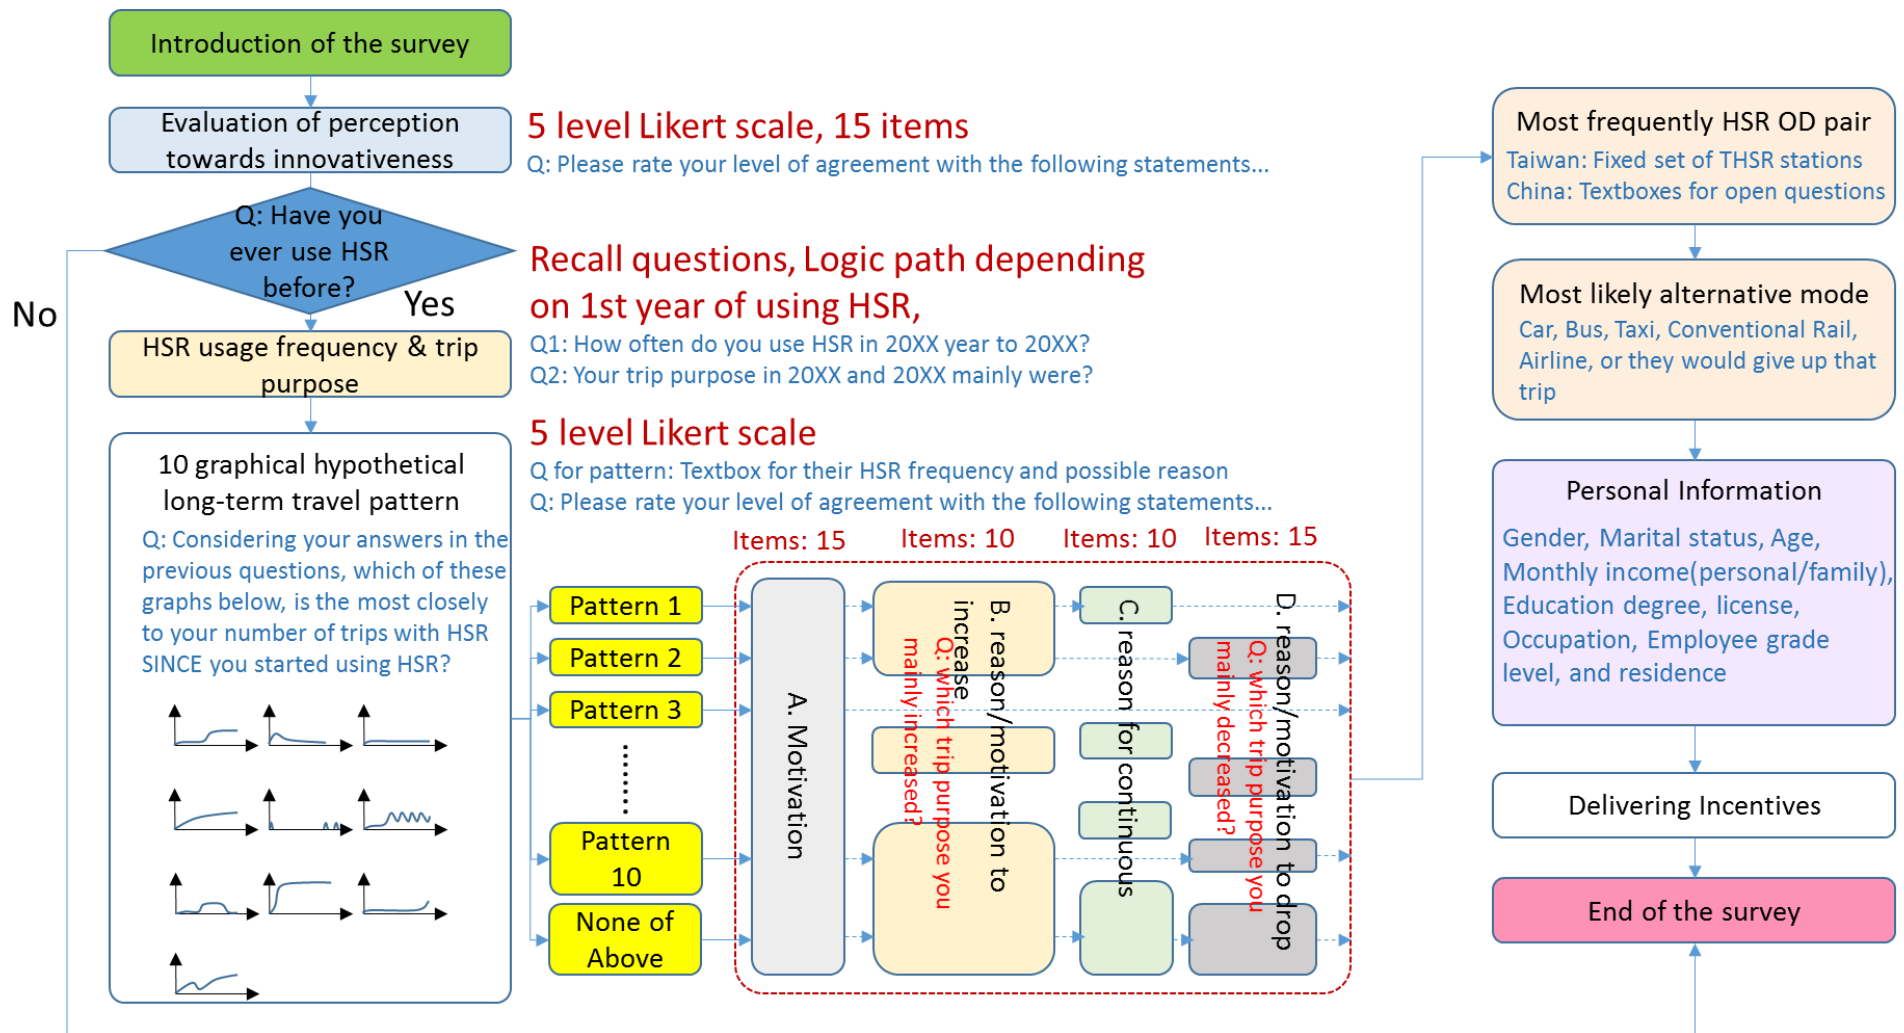 Introduction of the survey
Evaluation of perception
towards innovativeness
5 level Likert scale, 15 items
Q: Please rate your level of agreement with the following statements...
Q: Have you
ever use HSR
before?
No
Yes
Recall questions, Logic path depending
on 1st year of using HSR,
Q1: How often do you use HSR in 20XX year to 20XX?
Q2: Your trip purpose in 20XX and 20XX mainly were?
HSR usage frequency & trip
purpose
5 level Likert scale
Q for pattern: Textbox for their HSR frequency and possible reason
Q: Please rate your level of agreement with the following statements...
10 graphical hypothetical
long-term travel pattern
Q: Considering your answers in the
previous questions, which of these
graphs below, is the most closely
to your number of trips with HSR
SINCE you started using HSR?
Pattern 1
Pattern 2
Pattern 3
........
Pattern
10
None of
Above
Items: 15
Items: 10
Items: 10
Items: 15
A. Motivation
B. reason/motivation to
increase
Q: which trip purpose you
mainly increased?
C. reason for continuous
D. reason/motivation to drop
Q: which trip purpose you
mainly decreased?
Most frequently HSR OD pair
Taiwan: Fixed set of THSR stations
China: Textboxes for open questions
Most likely alternative mode
Car, Bus, Taxi, Conventional Rail,
Airline, or they would give up that
trip
Personal Information
Gender, Marital status, Age,
Monthly income(personal/family),
Education degree, license,
Occupation, Employee grade
level, and residence
Delivering Incentives
End of the survey